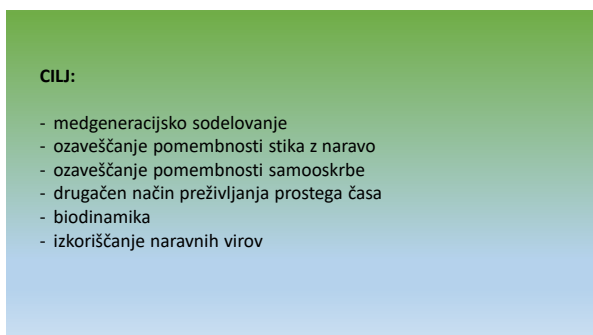 CILJ:
- medgeneracijsko sodelovanje
- ozaveščanje pomembnosti stika z naravo
- ozaveščanje pomembnosti samooskrbe
- drugačen način preživljanja prostega časa
- biodinamika
- izkoriščanje naravnih virov